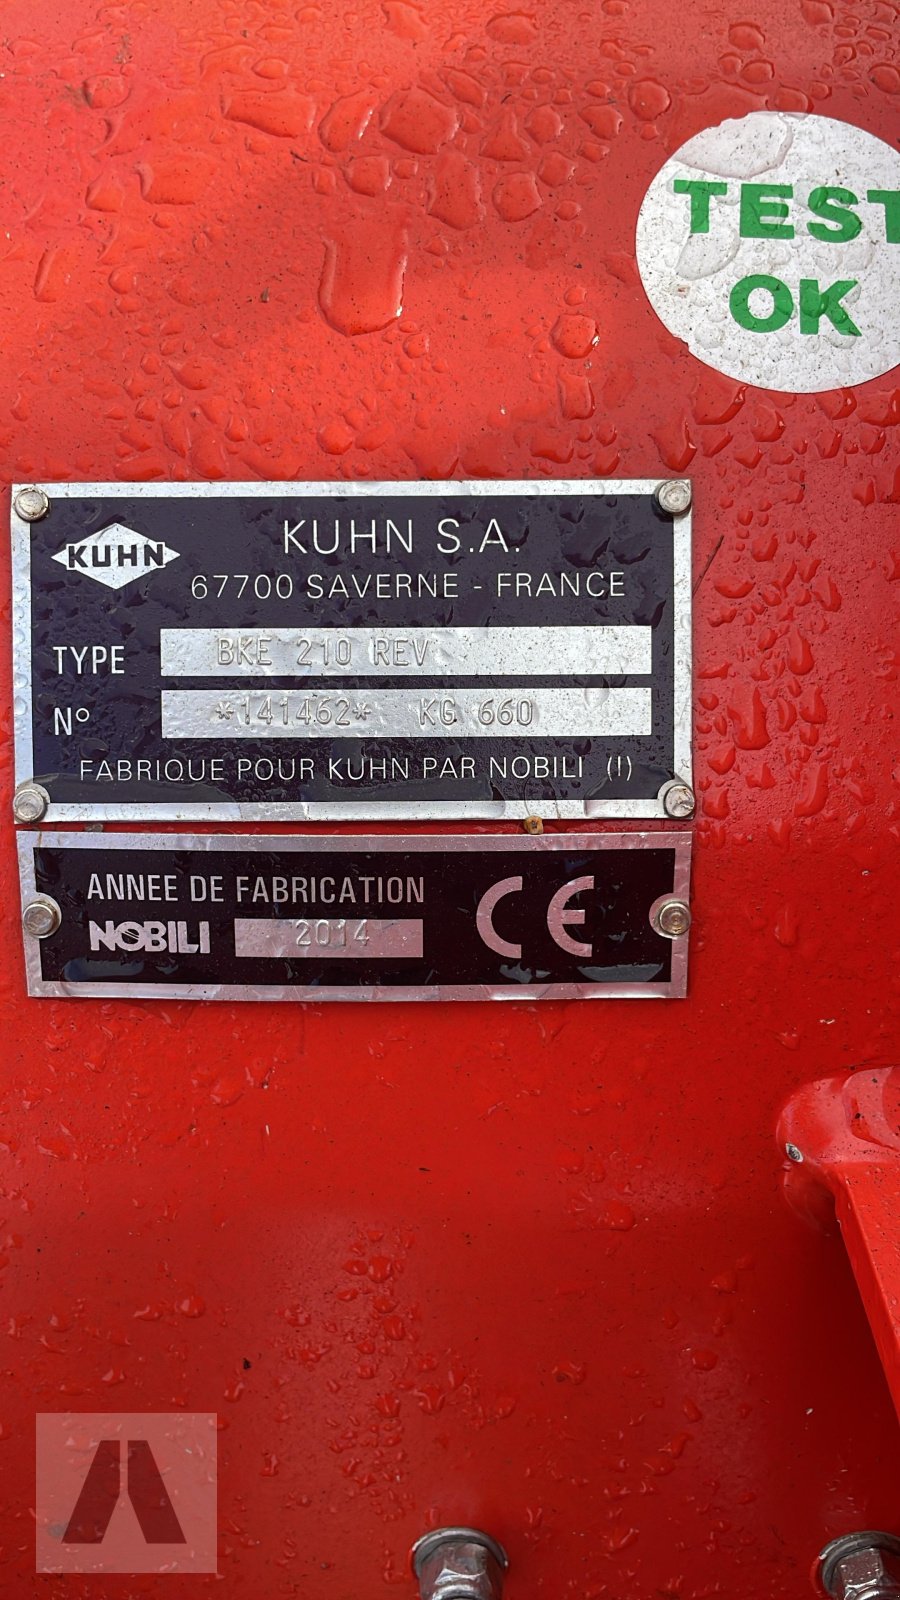 TEST
OK
KUHN
KUHN S.A.
67700 SAVERNE - FRANCE
TYPE BKE 210 REV
N° *141462* KG 660
FABRIQUE POUR KUHN PAR NOBILI (I)
ANNEE DE FABRICATION
NOBILI 2014
CE